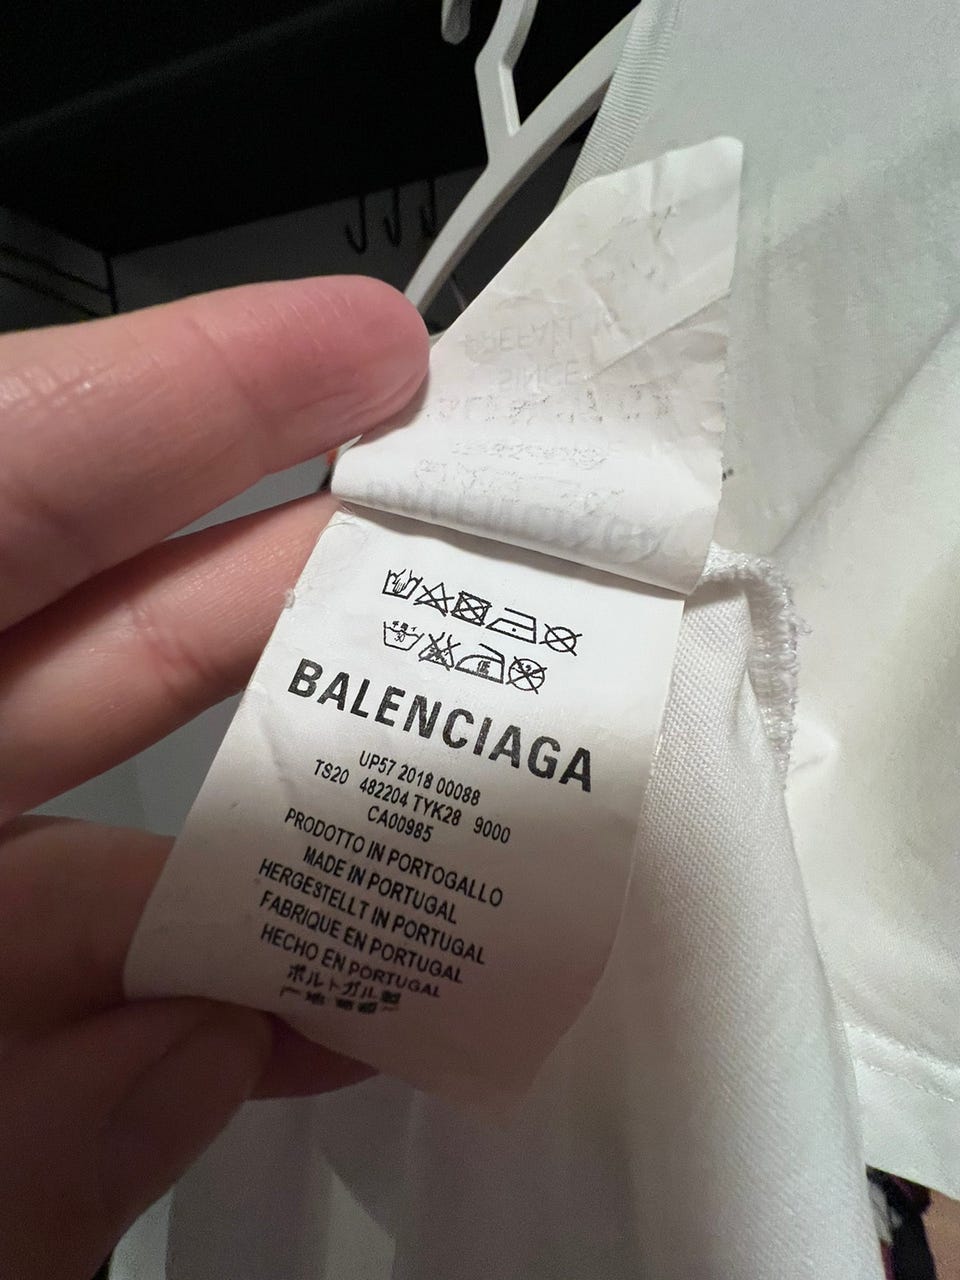 BALENCIAGA
UP57 2018 00088
TS20 482204 TYK28 9000
CA00985
PRODOTTO IN PORTOGALLO
MADE IN PORTUGAL
HERGESTELLT IN PORTUGAL
FABRIQUE EN PORTUGAL
HECHO EN PORTUGAL
ポルトガル製